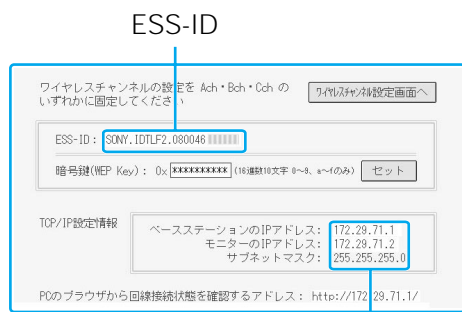 ESS-ID
ワイヤレスチャンネルの設定を Ach・Bch・Cch の
いずれかに固定してください
ワイヤレスチャンネル設定画面へ
ESS-ID： SONY.IDTLF2.080046
暗号鍵(WEP Key)： 0x ********** (16進数10文字 0～9、a～fのみ) セット
TCP/IP設定情報
ベースステーションのIPアドレス： 172.29.71.1
モニターのIPアドレス： 172.29.71.2
サブネットマスク： 255.255.255.0
PCのブラウザから回線接続状態を確認するアドレス： http://172.29.71.1/